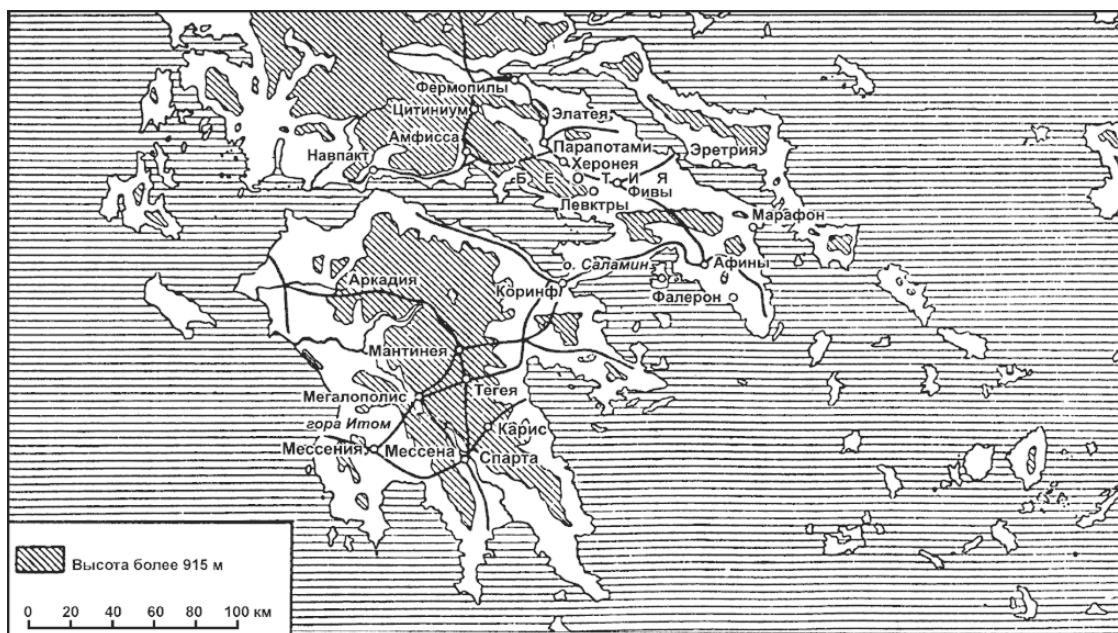 Фермопилы
Цитиниум
Элатея
Амфисса
Парапотами
Навпакт
Херонея
Эретрия
БЕОТИЯ
Фивы
Левктры
Марафон
о. Саламин
Афины
Аркадия
Коринф
Фалерон
Мантинея
Тегея
Мегалополис
гора Итом
Карис
Мессения
Мессена
Спарта
Высота более 915 м
0 20 40 60 80 100 км